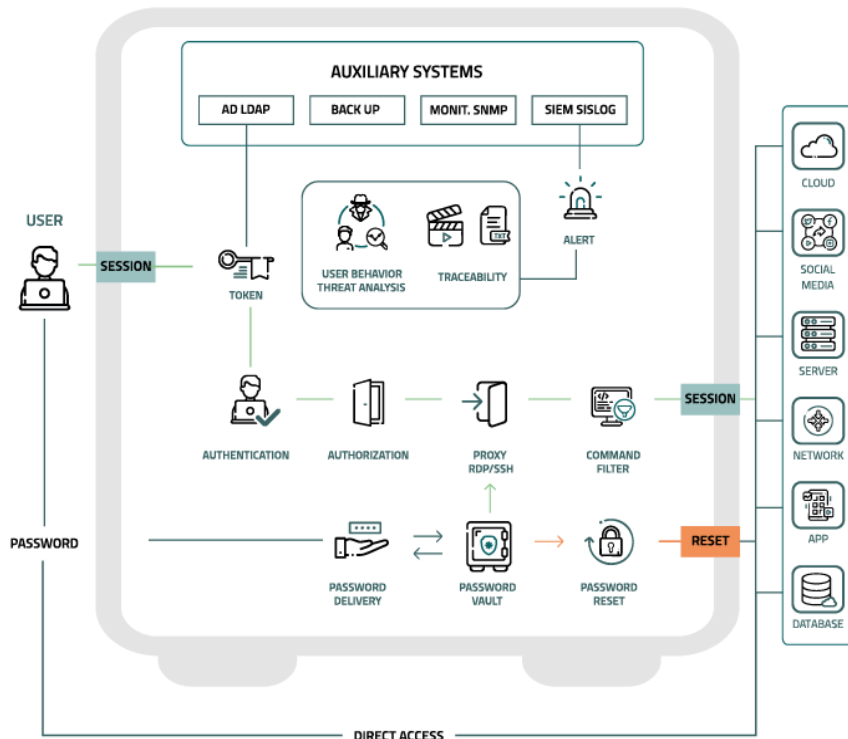 AUXILIARY SYSTEMS
AD LDAP
BACK UP
MONIT. SNMP
SIEM SISLOG
USER
SESSION
TOKEN
USER BEHAVIOR
THREAT ANALYSIS
TRACEABILITY
TXT
ALERT
CLOUD
SOCIAL
MEDIA
SERVER
AUTHENTICATION
AUTHORIZATION
PROXY
RDP/SSH
COMMAND
FILTER
SESSION
NETWORK
PASSWORD
PASSWORD
DELIVERY
PASSWORD
VAULT
PASSWORD
RESET
RESET
APP
DATABASE
DIRECT ACCESS